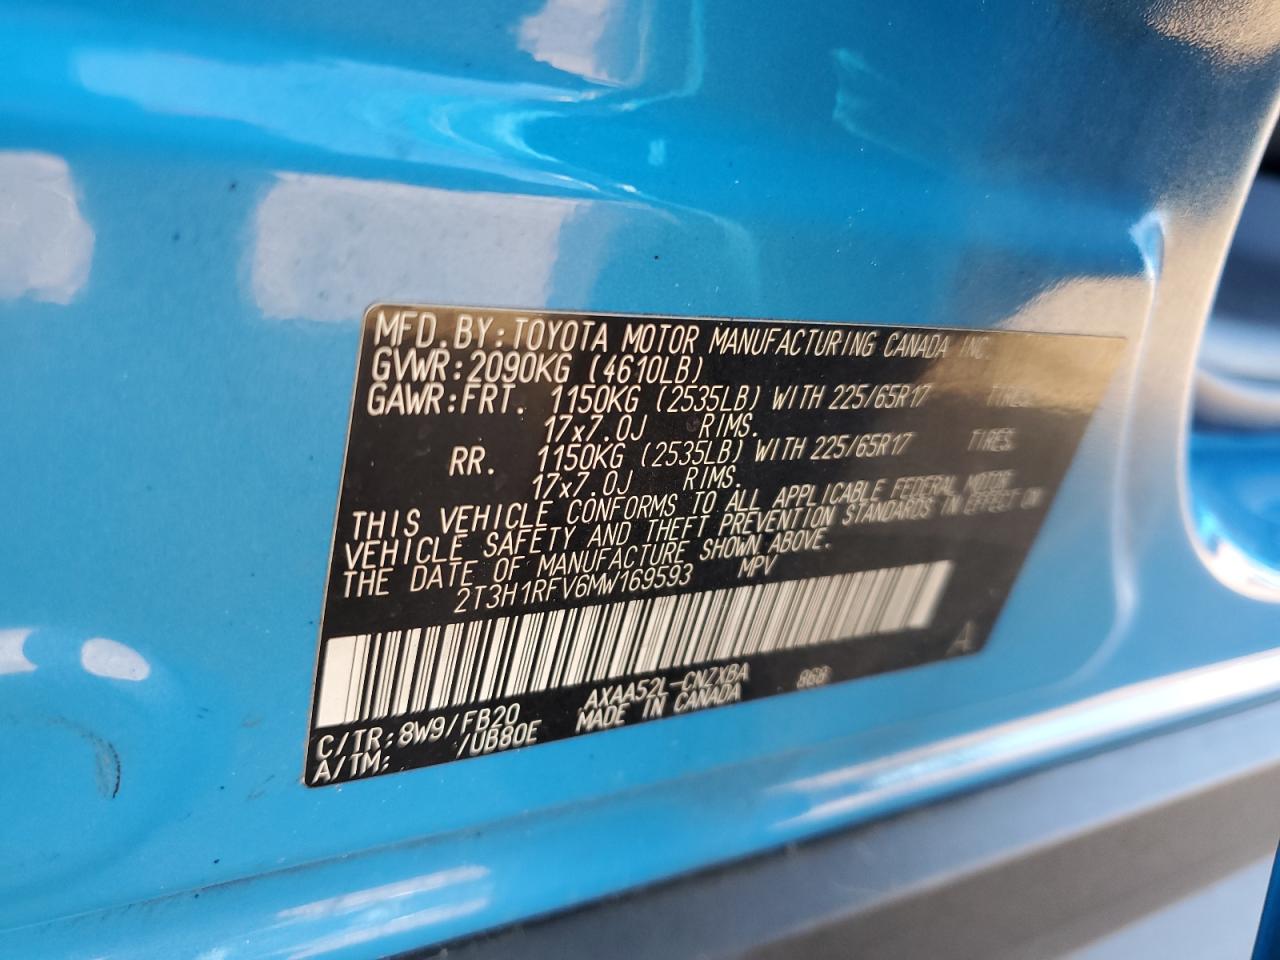 MFD.BY:TOYOTA MOTOR MANUFACTURING CANADA INC.
GVWR:2090KG (4610LB)
GAWR:FRT. 1150KG (2535LB) WITH 225/65R17 TIRES.
17x7.0J RIMS.
RR. 1150KG (2535LB) WITH 225/65R17 TIRES.
17x7.0J RIMS.
THIS VEHICLE CONFORMS TO ALL APPLICABLE FEDERAL MOTOR
VEHICLE SAFETY AND THEFT PREVENTION STANDARDS IN EFFECT ON
THE DATE OF MANUFACTURE SHOWN ABOVE.
2T3H1RFV6MW169593 MPV
A
C/TR:8W9/FB20 AXAA52L-CNZXBA 868
A/TM: /UB80E MADE IN CANADA